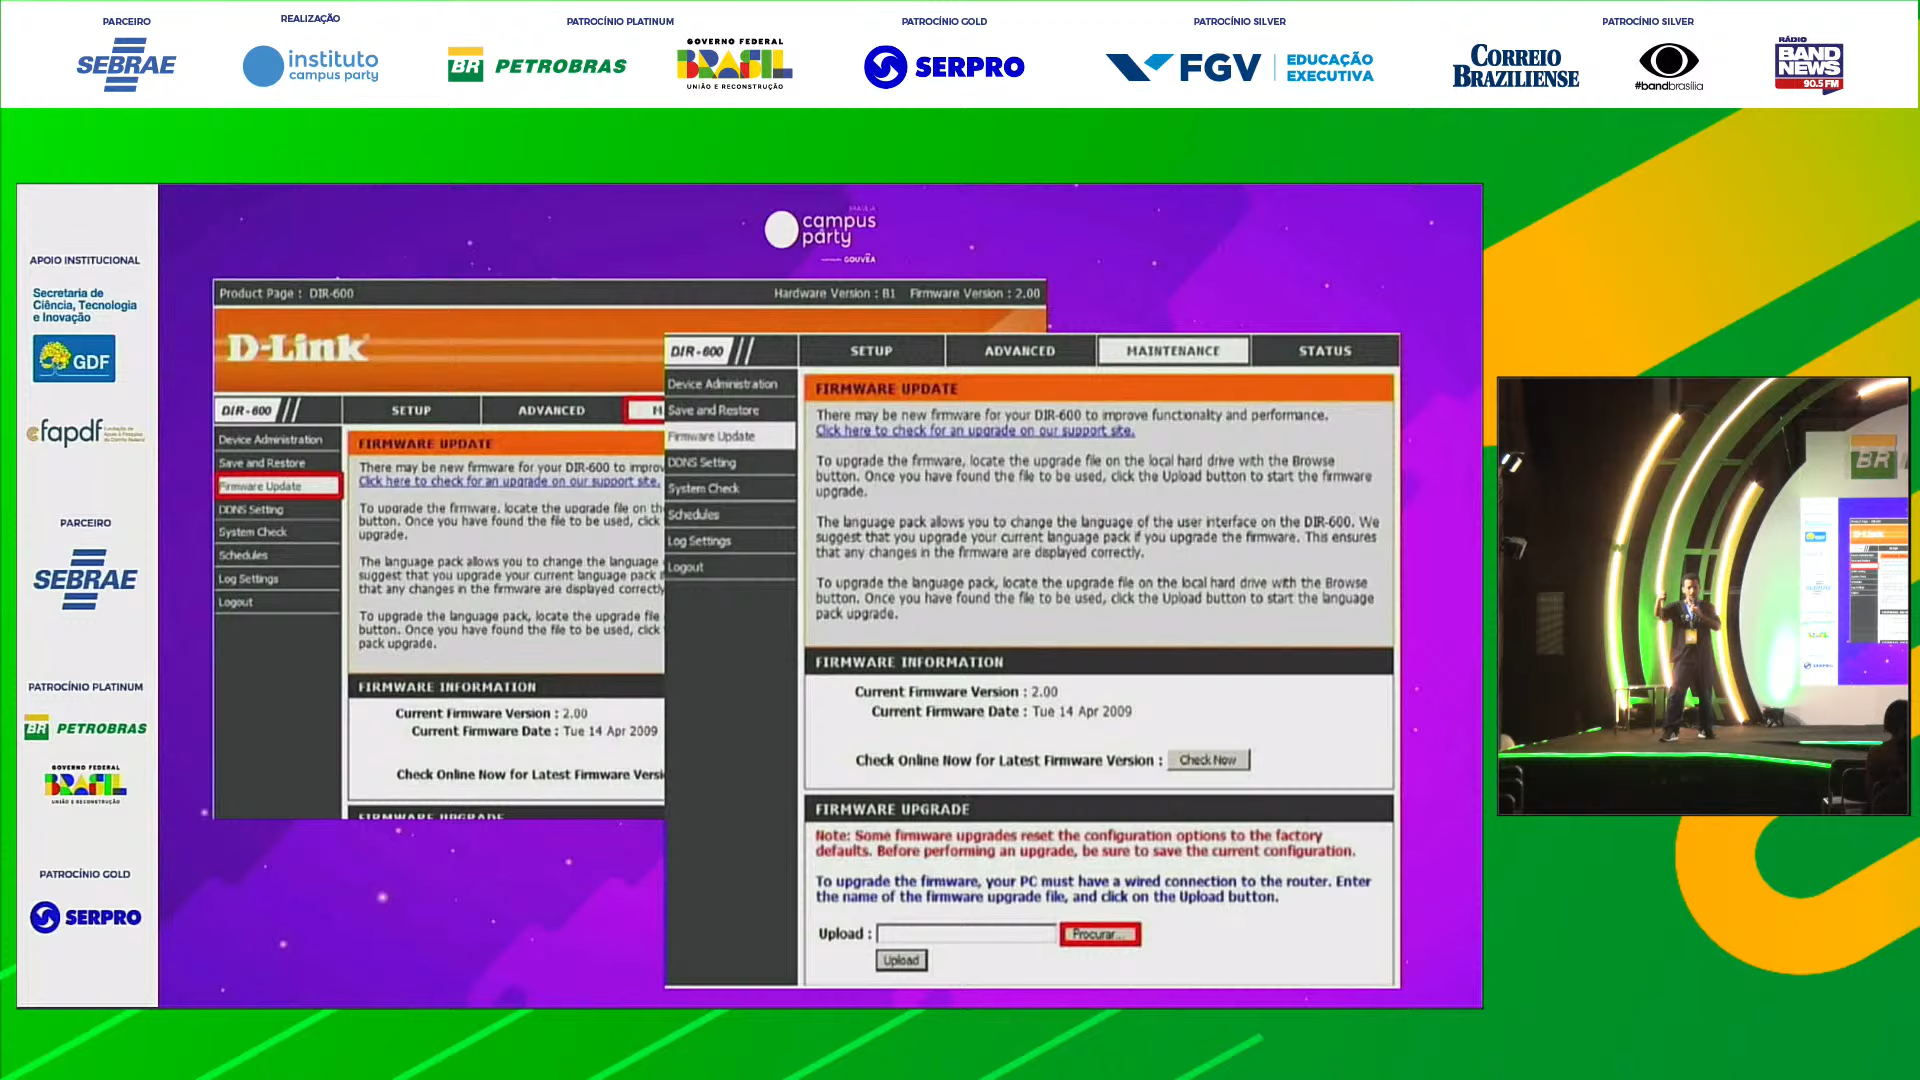 PARCEIRO
SEBRAE
REALIZAÇÃO
instituto
campus party
PATROCÍNIO PLATINUM
BR PETROBRAS
GOVERNO FEDERAL
BRASIL
UNIÃO E RECONSTRUÇÃO
PATROCÍNIO GOLD
SERPRO
PATROCÍNIO SILVER
FGV EDUCAÇÃO
EXECUTIVA
PATROCÍNIO SILVER
CORREIO
BRAZILIENSE
#bandbrasília
RÁDIO
BAND
NEWS
90.5 FM
APOIO INSTITUCIONAL
Secretaria de
Ciência, Tecnologia
e Inovação
GDF
fapdf
PARCEIRO
SEBRAE
PATROCÍNIO PLATINUM
BR PETROBRAS
GOVERNO FEDERAL
BRASIL
UNIÃO E RECONSTRUÇÃO
PATROCÍNIO GOLD
SERPRO
BRASÍLIA
campus
party
GOUVÊA
Product Page : DIR-600
Hardware Version : B1 Firmware Version : 2.00
D-Link
DIR-600
SETUP
ADVANCED
M
Device Administration
Save and Restore
Firmware Update
DDNS Setting
System Check
Schedules
Log Settings
Logout
FIRMWARE UPDATE
There may be new firmware for your DIR-600 to improv
Click here to check for an upgrade on our support site.
To upgrade the firmware, locate the upgrade file on th
button. Once you have found the file to be used, click
upgrade.
The language pack allows you to change the language
suggest that you upgrade your current language pack i
that any changes in the firmware are displayed correctly
To upgrade the language pack, locate the upgrade file
button. Once you have found the file to be used, click
pack upgrade.
FIRMWARE INFORMATION
Current Firmware Version : 2.00
Current Firmware Date : Tue 14 Apr 2009
Check Online Now for Latest Firmware Versi
FIRMWARE UPGRADE
DIR-600
SETUP
ADVANCED
MAINTENANCE
STATUS
Device Administration
Save and Restore
Firmware Update
DDNS Setting
System Check
Schedules
Log Settings
Logout
FIRMWARE UPDATE
There may be new firmware for your DIR-600 to improve functionality and performance.
Click here to check for an upgrade on our support site.
To upgrade the firmware, locate the upgrade file on the local hard drive with the Browse
button. Once you have found the file to be used, click the Upload button to start the firmware
upgrade.
The language pack allows you to change the language of the user interface on the DIR-600. We
suggest that you upgrade your current language pack if you upgrade the firmware. This ensures
that any changes in the firmware are displayed correctly.
To upgrade the language pack, locate the upgrade file on the local hard drive with the Browse
button. Once you have found the file to be used, click the Upload button to start the language
pack upgrade.
FIRMWARE INFORMATION
Current Firmware Version : 2.00
Current Firmware Date : Tue 14 Apr 2009
Check Online Now for Latest Firmware Version : Check Now
FIRMWARE UPGRADE
Note: Some firmware upgrades reset the configuration options to the factory
defaults. Before performing an upgrade, be sure to save the current configuration.
To upgrade the firmware, your PC must have a wired connection to the router. Enter
the name of the firmware upgrade file, and click on the Upload button.
Upload : Procurar...
Upload
BR